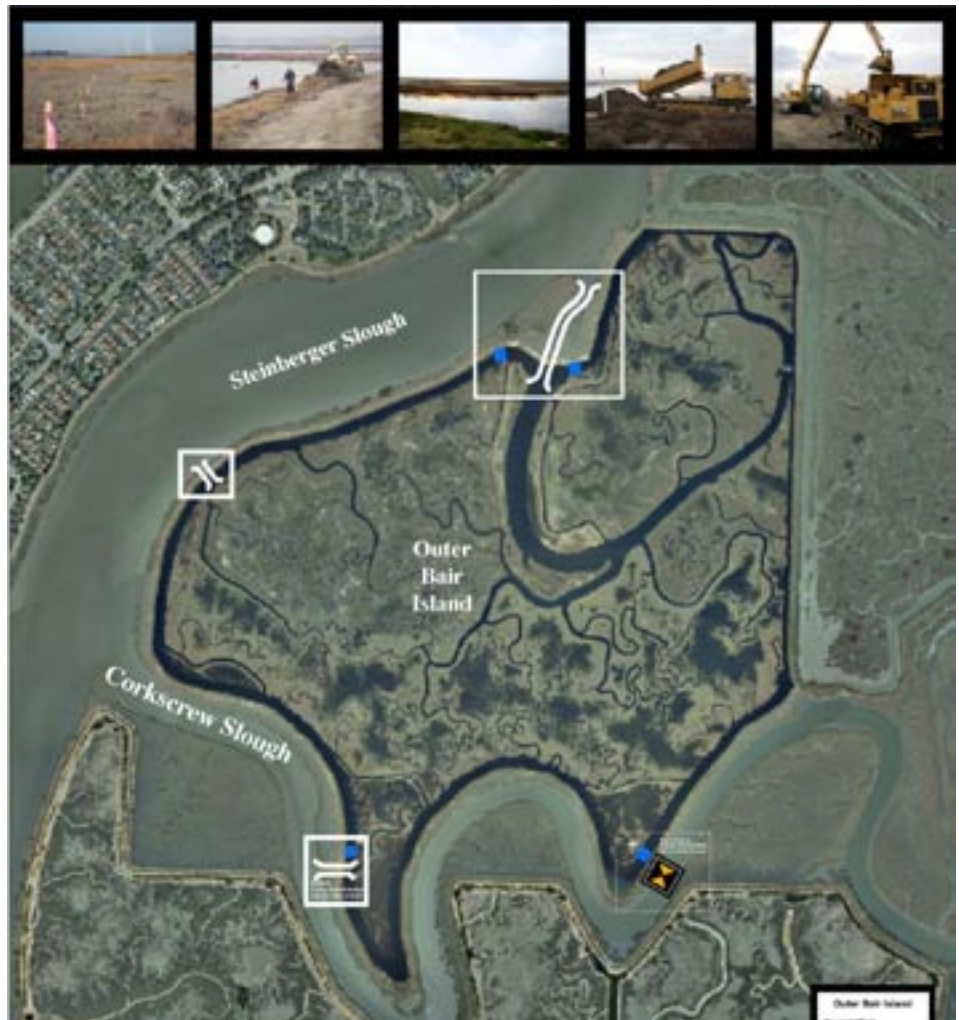 Steinberger Slough
Outer
Bair
Island
Corkscrew Slough
Outer Bair Island